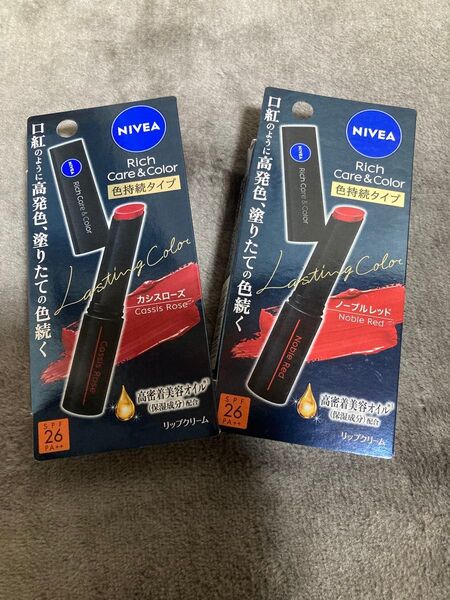 NIVEA
Rich
Care & Color
色持続タイプ
口紅のように高発色、塗りたての色続く
NIVEA
Rich Care & Color
Lasting Color
カシスローズ
Cassis Rose
Cassis Rose
高密着美容オイル
(保湿成分)配合
SPF
26
PA++
リップクリーム
NIVEA
Rich
Care & Color
色持続タイプ
口紅のように高発色、塗りたての色続く
NIVEA
Rich Care & Color
Lasting Color
ノーブルレッド
Noble Red
Noble Red
高密着美容オイル
(保湿成分)配合
SPF
26
PA++
リップクリーム